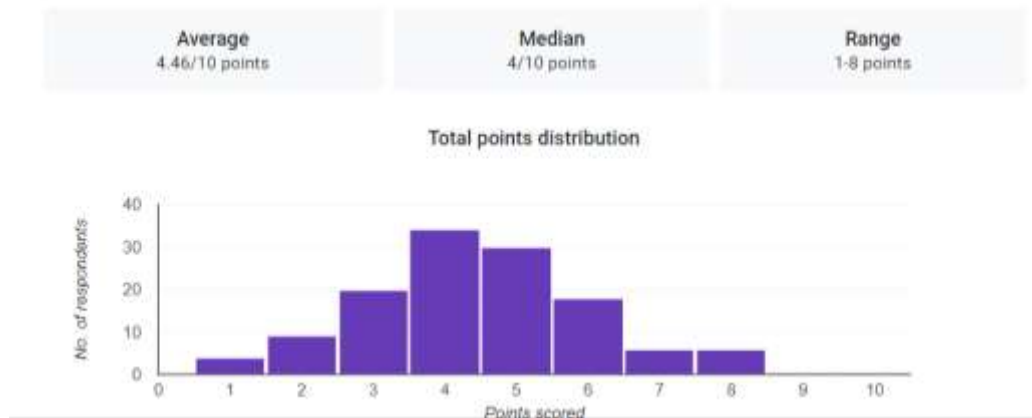 Average
4.46/10 points
Median
4/10 points
Range
1-8 points
Total points distribution
No. of respondents
40
30
20
10
0
0 1 2 3 4 5 6 7 8 9 10
Points scored